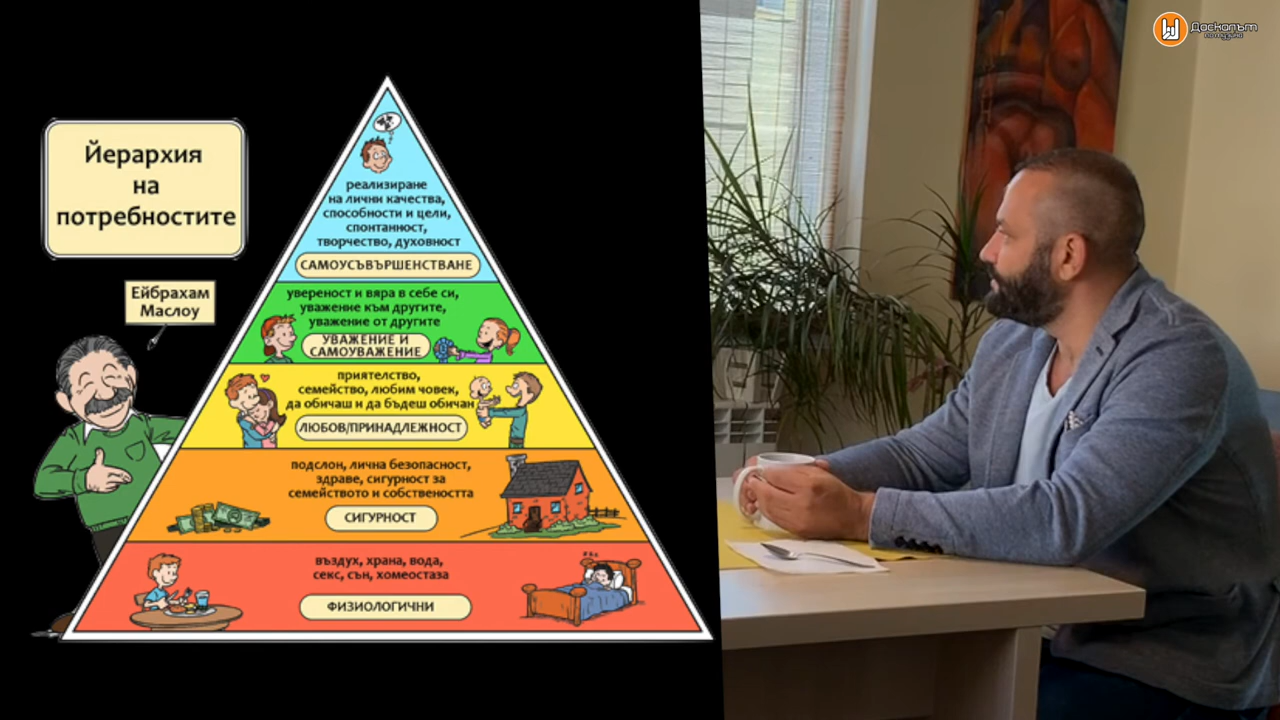 Йерархия
на
потребностите
Ейбрахам
Маслоу
реализиране
на лични качества,
способности и цели,
спонтанност,
творчество, духовност
САМОУСЪВЪРШЕНСТВАНЕ
увереност и вяра в себе си,
уважение към другите,
уважение от другите
УВАЖЕНИЕ И
САМОУВАЖЕНИЕ
приятелство,
семейство, любим човек,
да обичаш и да бъдеш обичан
ЛЮБОВ/ПРИНАДЛЕЖНОСТ
подслон, лична безопасност,
здраве, сигурност за
семейството и собствеността
СИГУРНОСТ
въздух, храна, вода,
секс, сън, хомеостаза
ФИЗИОЛОГИЧНИ
Даскалът
по музика